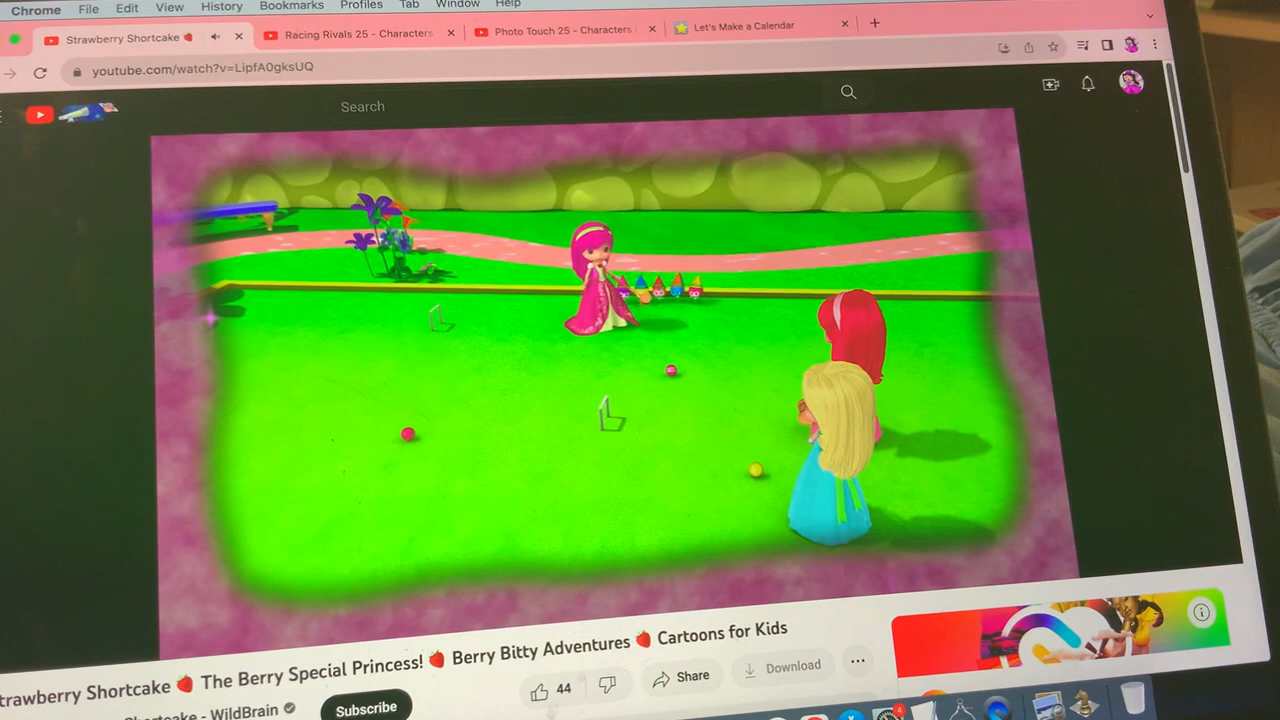 Chrome File Edit View History Bookmarks Profiles Tab Window Help
Strawberry Shortcake 🍓 Racing Rivals 25 - Characters Photo Touch 25 - Characters Let's Make a Calendar
youtube.com/watch?v=LipfA0gksUQ
Search
trawberry Shortcake 🍓 The Berry Special Princess! 🍓 Berry Bitty Adventures 🍓 Cartoons for Kids
Shortcake - WildBrain
Subscribe
44
Share
Download
4